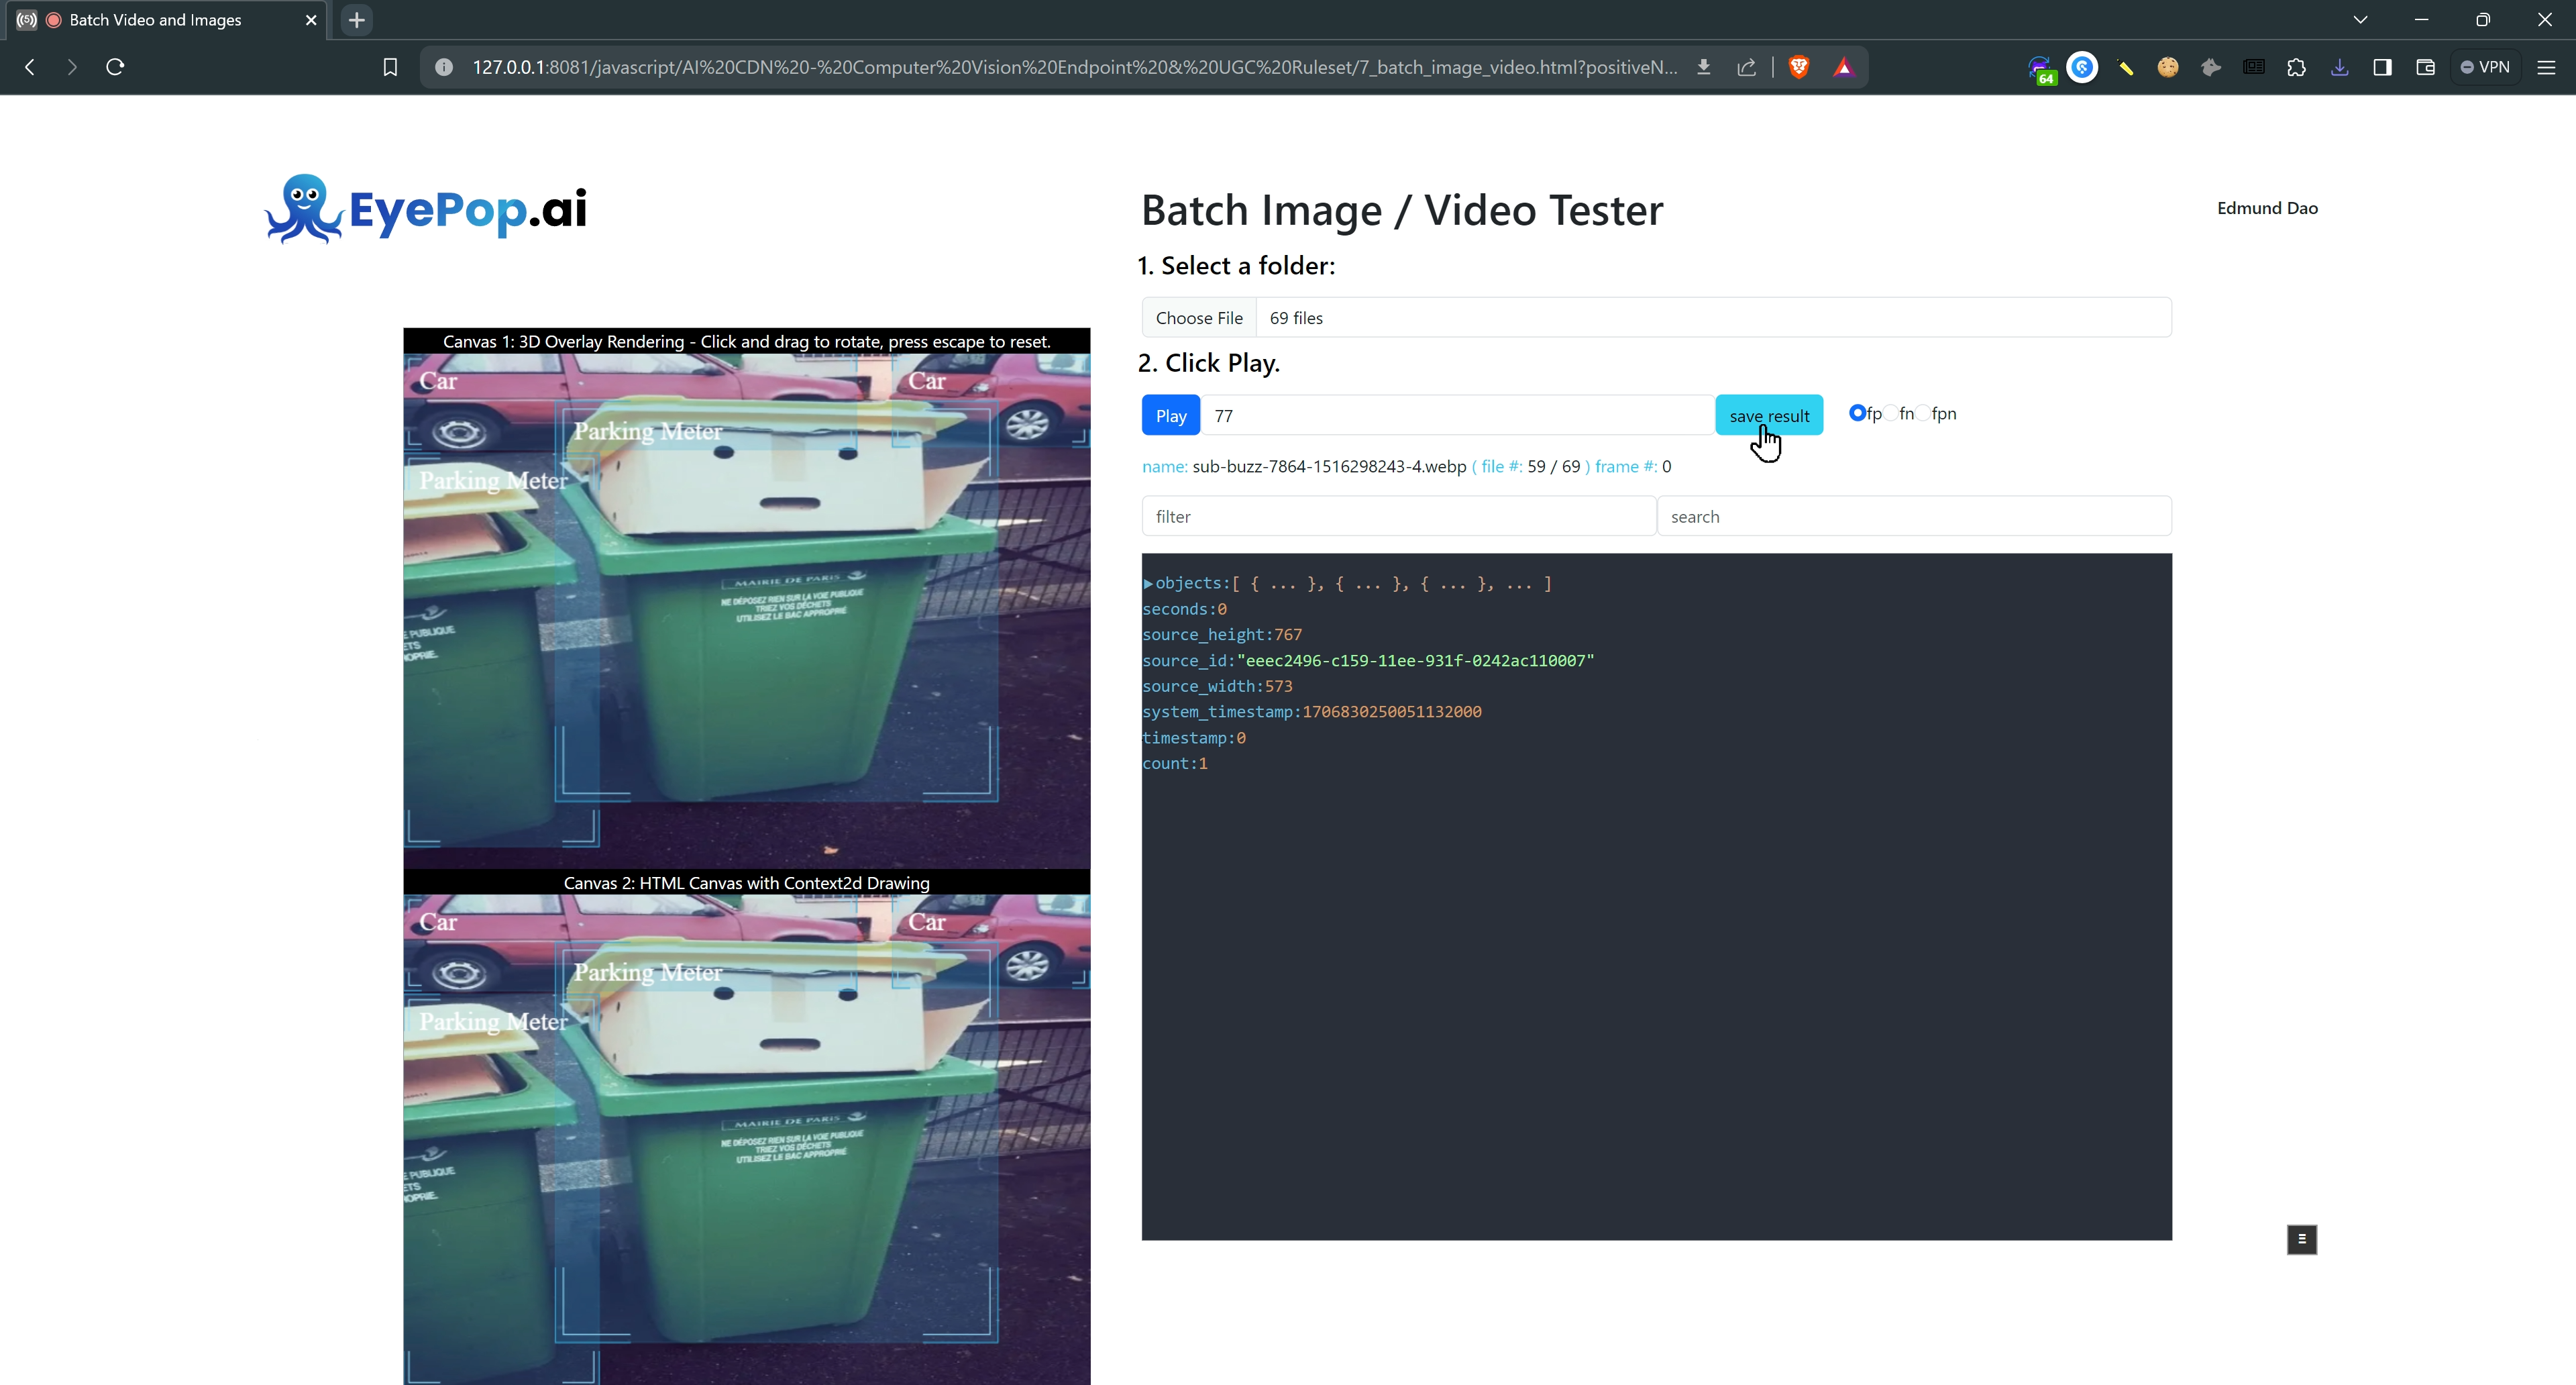 Batch Video and Images
127.0.0.1:8081/javascript/AI%20CDN%20-%20Computer%20Vision%20Endpoint%20&%20UGC%20Ruleset/7_batch_image_video.html?positiveN...
64
VPN
EyePop.ai
Batch Image / Video Tester
Edmund Dao
1. Select a folder:
Choose File 69 files
2. Click Play.
Play 77 save result fp fn fpn
name: sub-buzz-7864-1516298243-4.webp ( file #: 59 / 69 ) frame #: 0
filter search
▶objects:[ { ... }, { ... }, { ... }, ... ]
seconds:0
source_height:767
source_id:"eeec2496-c159-11ee-931f-0242ac110007"
source_width:573
system_timestamp:1706830250051132000
timestamp:0
count:1
Canvas 1: 3D Overlay Rendering - Click and drag to rotate, press escape to reset.
Car
Car
Parking Meter
Parking Meter
MAIRIE DE PARIS
NE DÉPOSEZ RIEN SUR LA VOIE PUBLIQUE
TRIEZ VOS DÉCHETS
UTILISEZ LE BAC APPROPRIÉ
PUBLIQUE
ETS
OPRIE.
Canvas 2: HTML Canvas with Context2d Drawing
Car
Car
Parking Meter
Parking Meter
MAIRIE DE PARIS
NE DÉPOSEZ RIEN SUR LA VOIE PUBLIQUE
TRIEZ VOS DÉCHETS
UTILISEZ LE BAC APPROPRIÉ
PUBLIQUE
ETS
OPRIE.